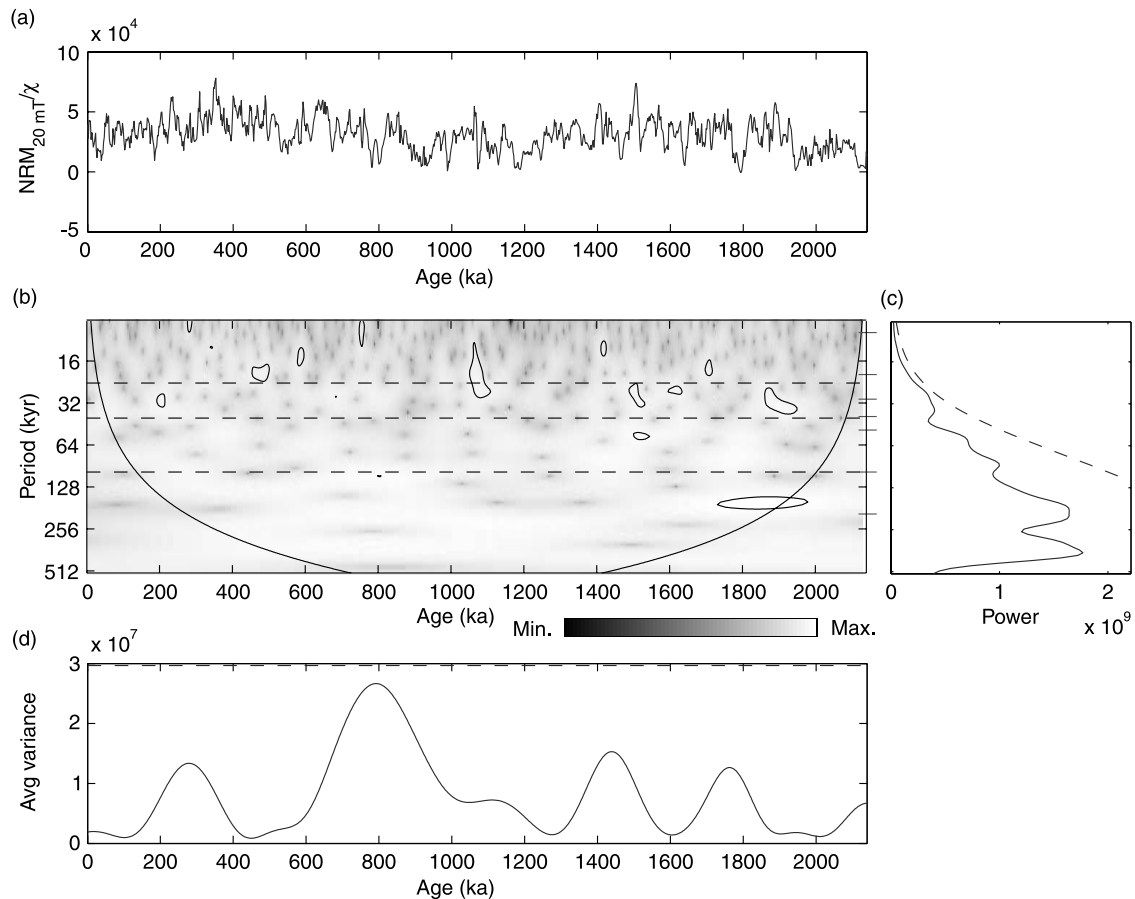 (a)
x 10^4
10
5
0
-5
NRM_20 mT/χ
0 200 400 600 800 1000 1200 1400 1600 1800 2000
Age (ka)
(b)
16
32
64
128
256
512
Period (kyr)
0 200 400 600 800 1000 1200 1400 1600 1800 2000
Age (ka)
(c)
0 1 2
Power
x 10^9
Min. Max.
(d)
x 10^7
3
2
1
0
Avg variance
0 200 400 600 800 1000 1200 1400 1600 1800 2000
Age (ka)